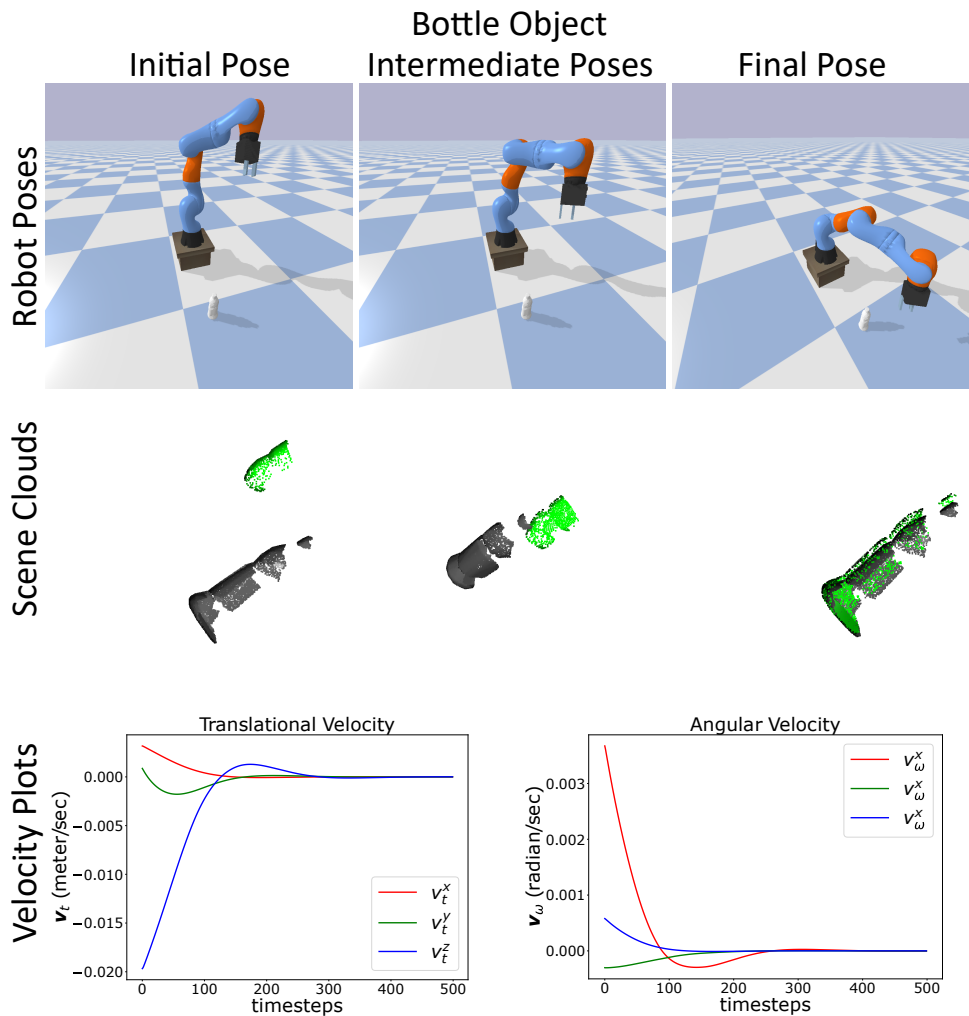 Bottle Object
Initial Pose
Intermediate Poses
Final Pose
Robot Poses
Scene Clouds
Velocity Plots
Translational Velocity
v_t (meter/sec)
0.000
−0.005
−0.010
−0.015
−0.020
v_t^x
v_t^y
v_t^z
0 100 200 300 400 500
timesteps
Angular Velocity
v_ω (radian/sec)
0.003
0.002
0.001
0.000
v_ω^x
v_ω^x
v_ω^x
0 100 200 300 400 500
timesteps